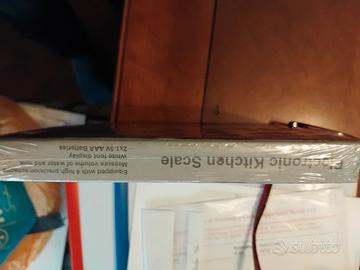 Electronic Kitchen Scale
Equipped with 4 high precision
Measure volume of water and milk
White font display
2x1.5V AAA Batteries
subito